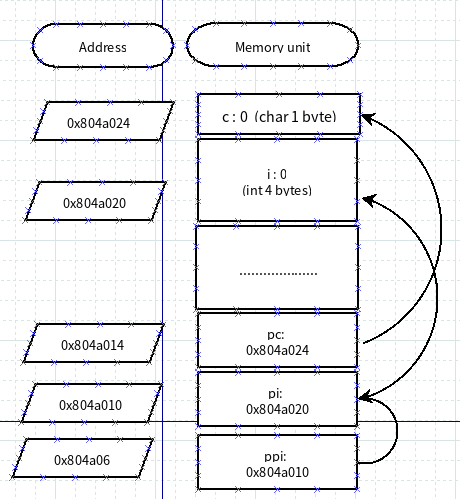 Address
Memory unit
0x804a024
c : 0 (char 1 byte)
0x804a020
i : 0
(int 4 bytes)
.....................
0x804a014
pc:
0x804a024
0x804a010
pi:
0x804a020
0x804a06
ppi:
0x804a010